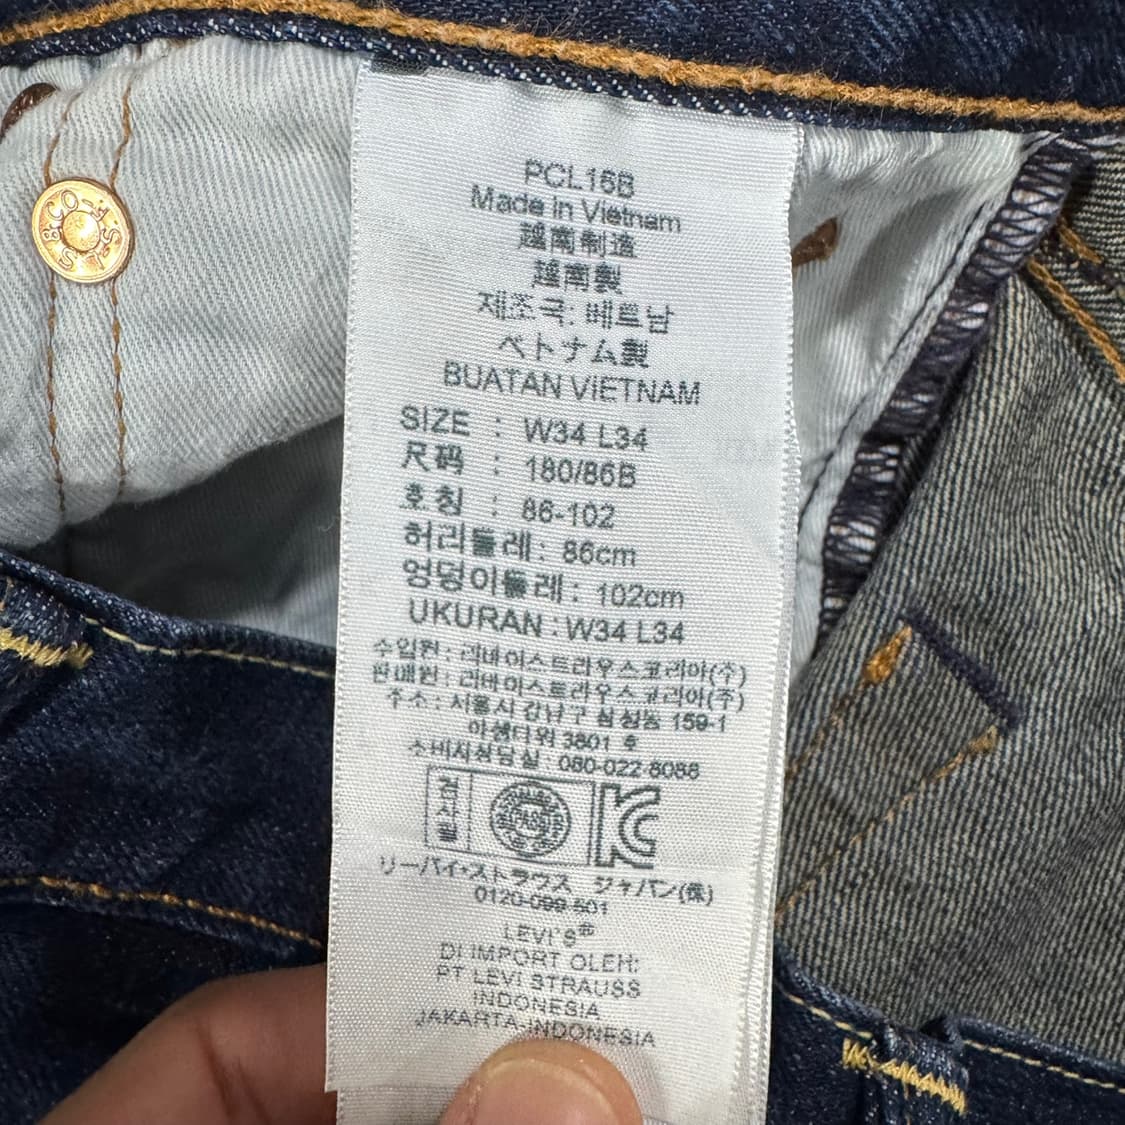 L S & CO-F-S
PCL16B
Made in Vietnam
越南制造
越南製
제조국: 베트남
ベトナム製
BUATAN VIETNAM
SIZE : W34 L34
尺码 : 180/86B
호칭 : 86-102
허리둘레: 86cm
엉덩이둘레: 102cm
UKURAN : W34 L34
수입원: 리바이스트라우스코리아(주)
판매원: 리바이스트라우스코리아(주)
주소: 서울시 강남구 삼성동 159-1
아셈타워 3801 호
소비자상담실: 080-022-8088
검사필
KC
リーバイ・ストラウス ジャパン(株)
0120-099-501
LEVI'S®
DI IMPORT OLEH:
PT LEVI STRAUSS
INDONESIA
JAKARTA-INDONESIA